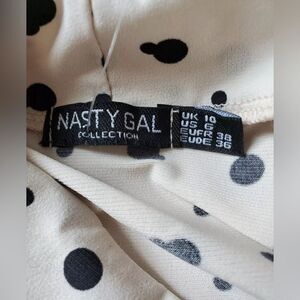 NASTY GAL
COLLECTION
UK 10
US 6
EUFR 38
EUDE 36